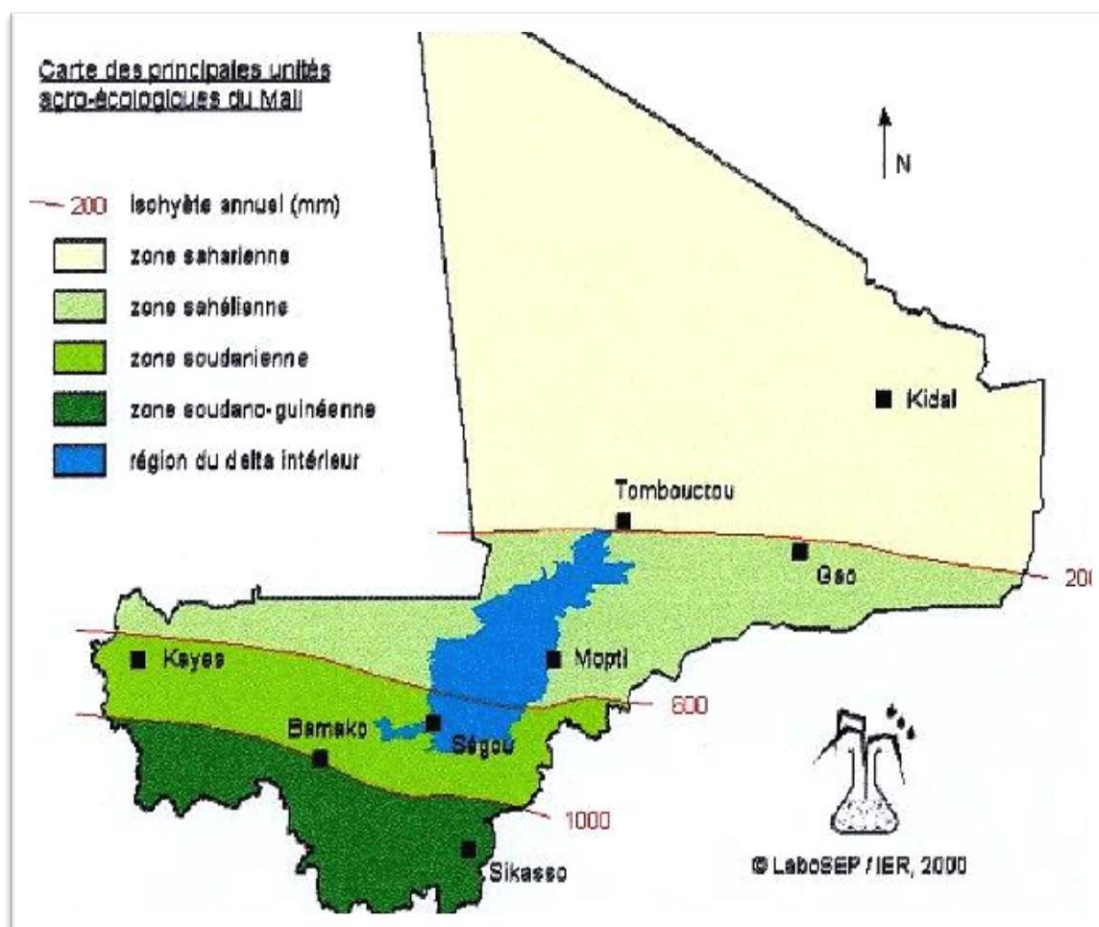 Carte des principales unités
agro-écologiques du Mali
N
200 isohyète annuel (mm)
zone saharienne
zone sahélienne
zone soudanienne
zone soudano-guinéenne
région du delta intérieur
Kidal
Tombouctou
Gao
200
Kayes
Mopti
600
Bamako
Ségou
1000
Sikasso
© LaboSEP / IER, 2000